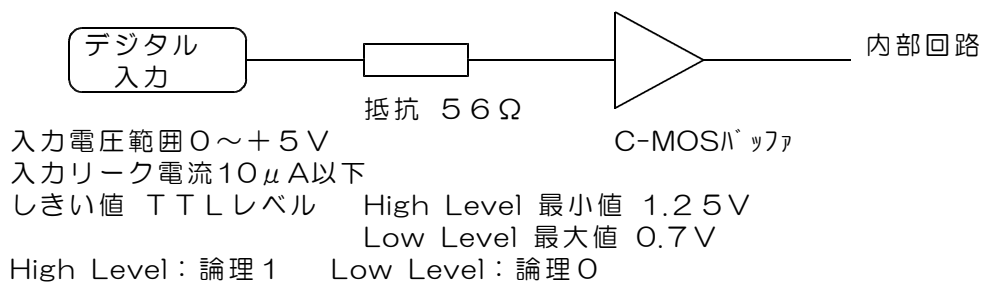 デジタル
入力
内部回路
抵抗 56Ω
入力電圧範囲0～+5V
C-MOSﾊﾞｯﾌｧ
入力リーク電流10μA以下
しきい値 TTLレベル High Level 最小値 1.25V
Low Level 最大値 0.7V
High Level：論理1 Low Level：論理0